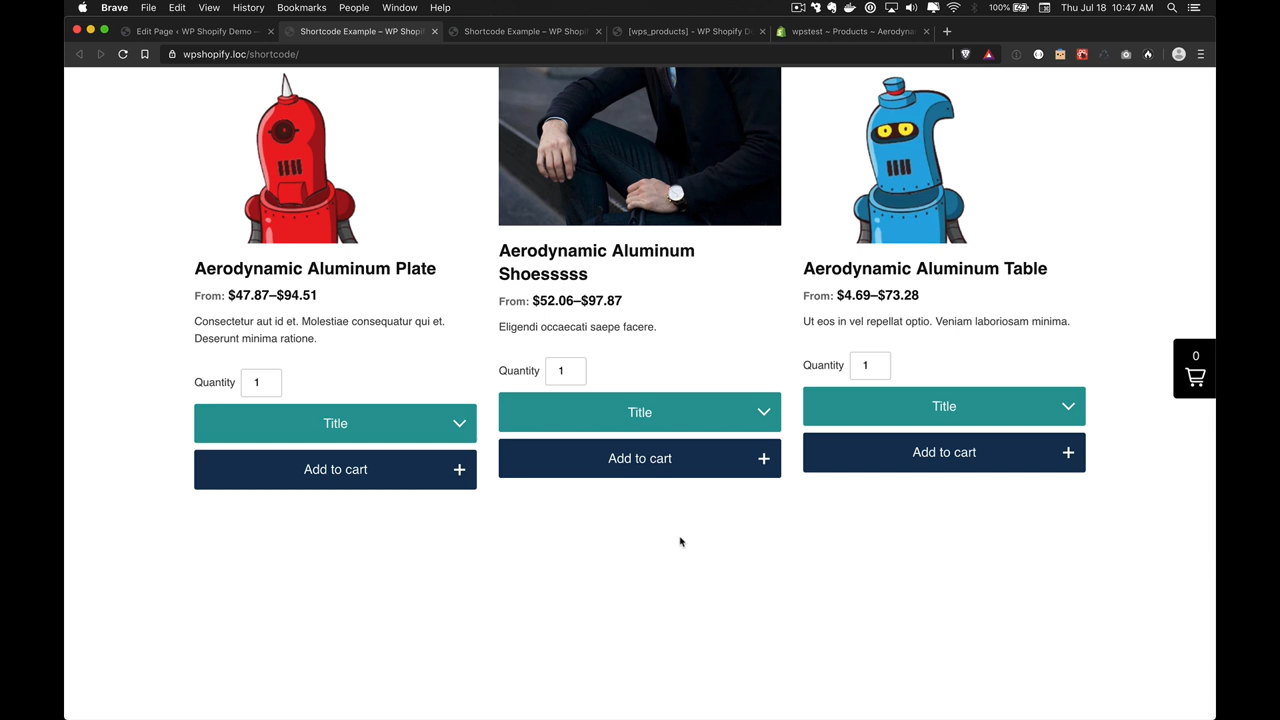 Brave File Edit View History Bookmarks People Window Help 100% Thu Jul 18 10:47 AM
Edit Page ‹ WP Shopify Demo — Shortcode Example – WP Shopif Shortcode Example – WP Shopif [wps_products] - WP Shopify D wpstest ~ Products ~ Aerodyna
wpshopify.loc/shortcode/
Aerodynamic Aluminum Plate
From: $47.87–$94.51
Consectetur aut id et. Molestiae consequatur qui et.
Deserunt minima ratione.
Quantity 1
Title
Add to cart
Aerodynamic Aluminum
Shoesssss
From: $52.06–$97.87
Eligendi occaecati saepe facere.
Quantity 1
Title
Add to cart
Aerodynamic Aluminum Table
From: $4.69–$73.28
Ut eos in vel repellat optio. Veniam laboriosam minima.
Quantity 1
Title
Add to cart
0